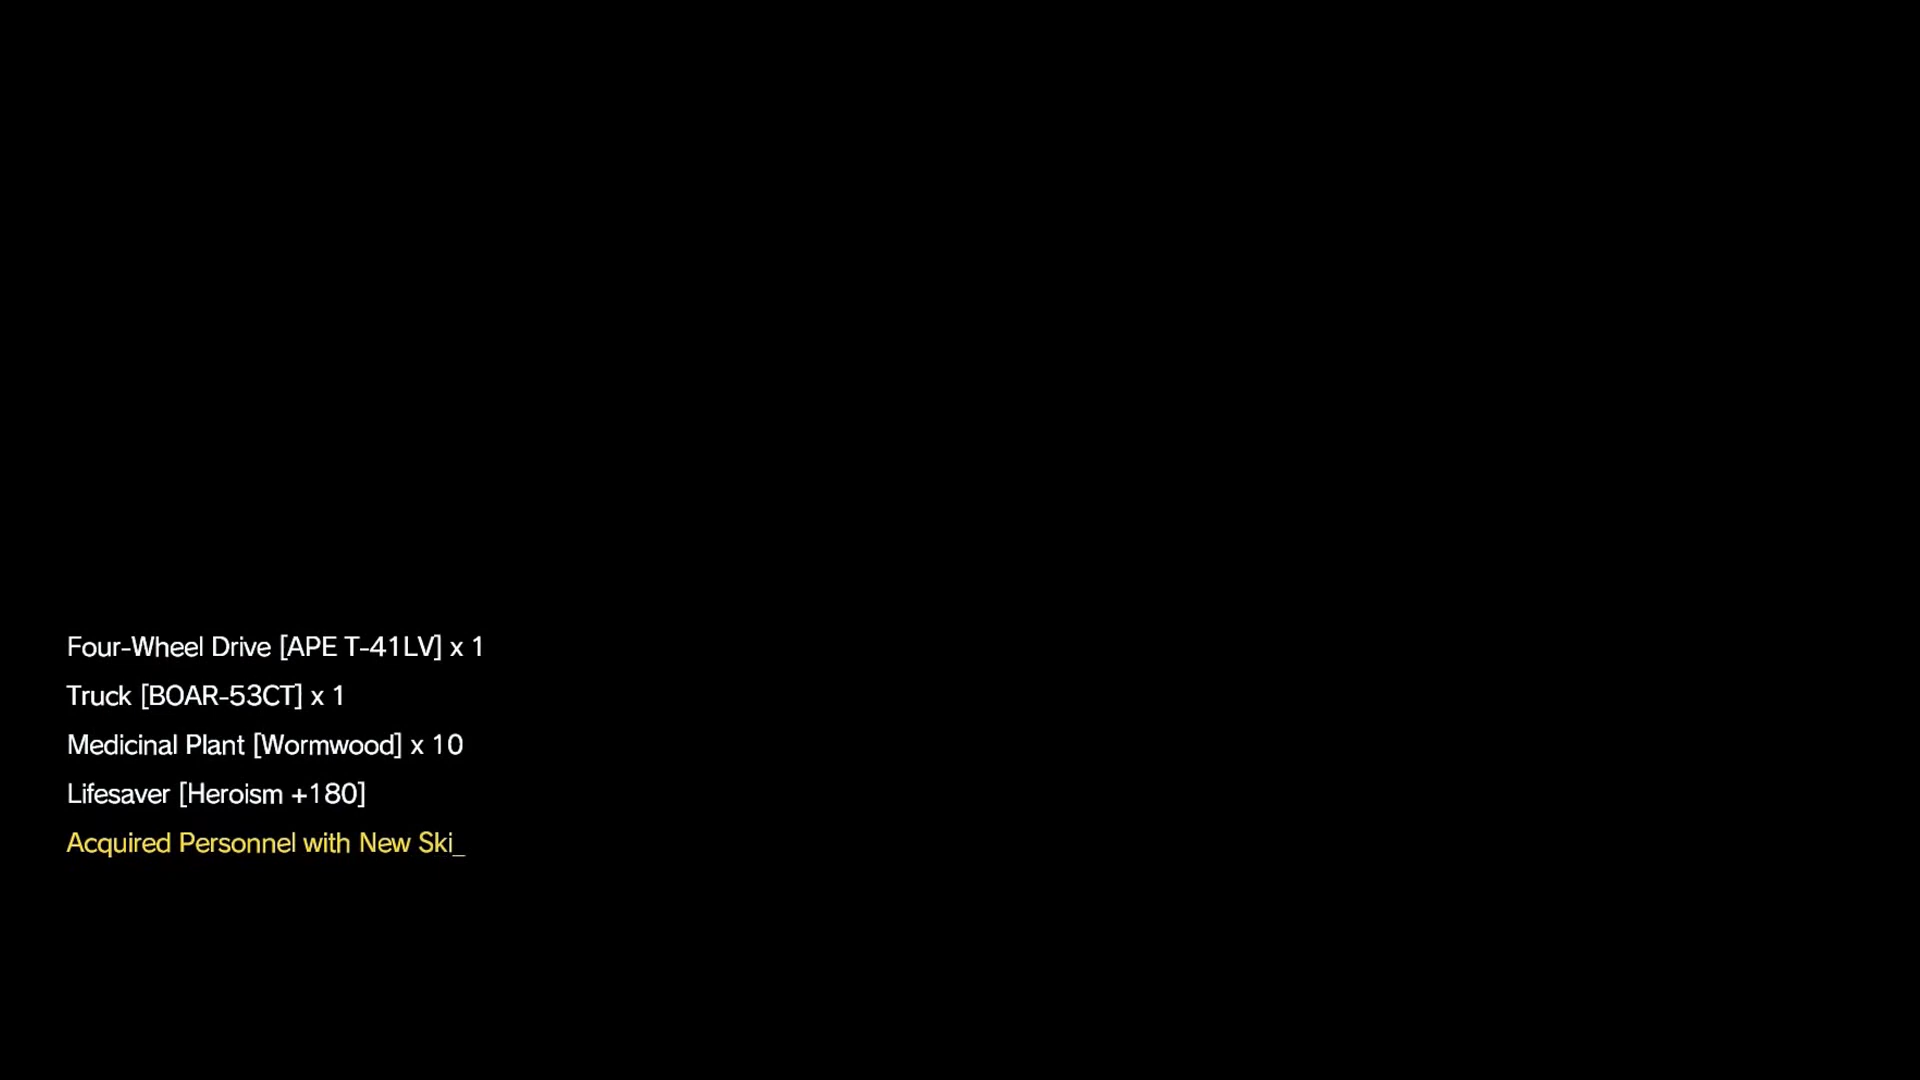 Four-Wheel Drive [APE T-41LV] x 1
Truck [BOAR-53CT] x 1
Medicinal Plant [Wormwood] x 10
Lifesaver [Heroism +180]
Acquired Personnel with New Ski_